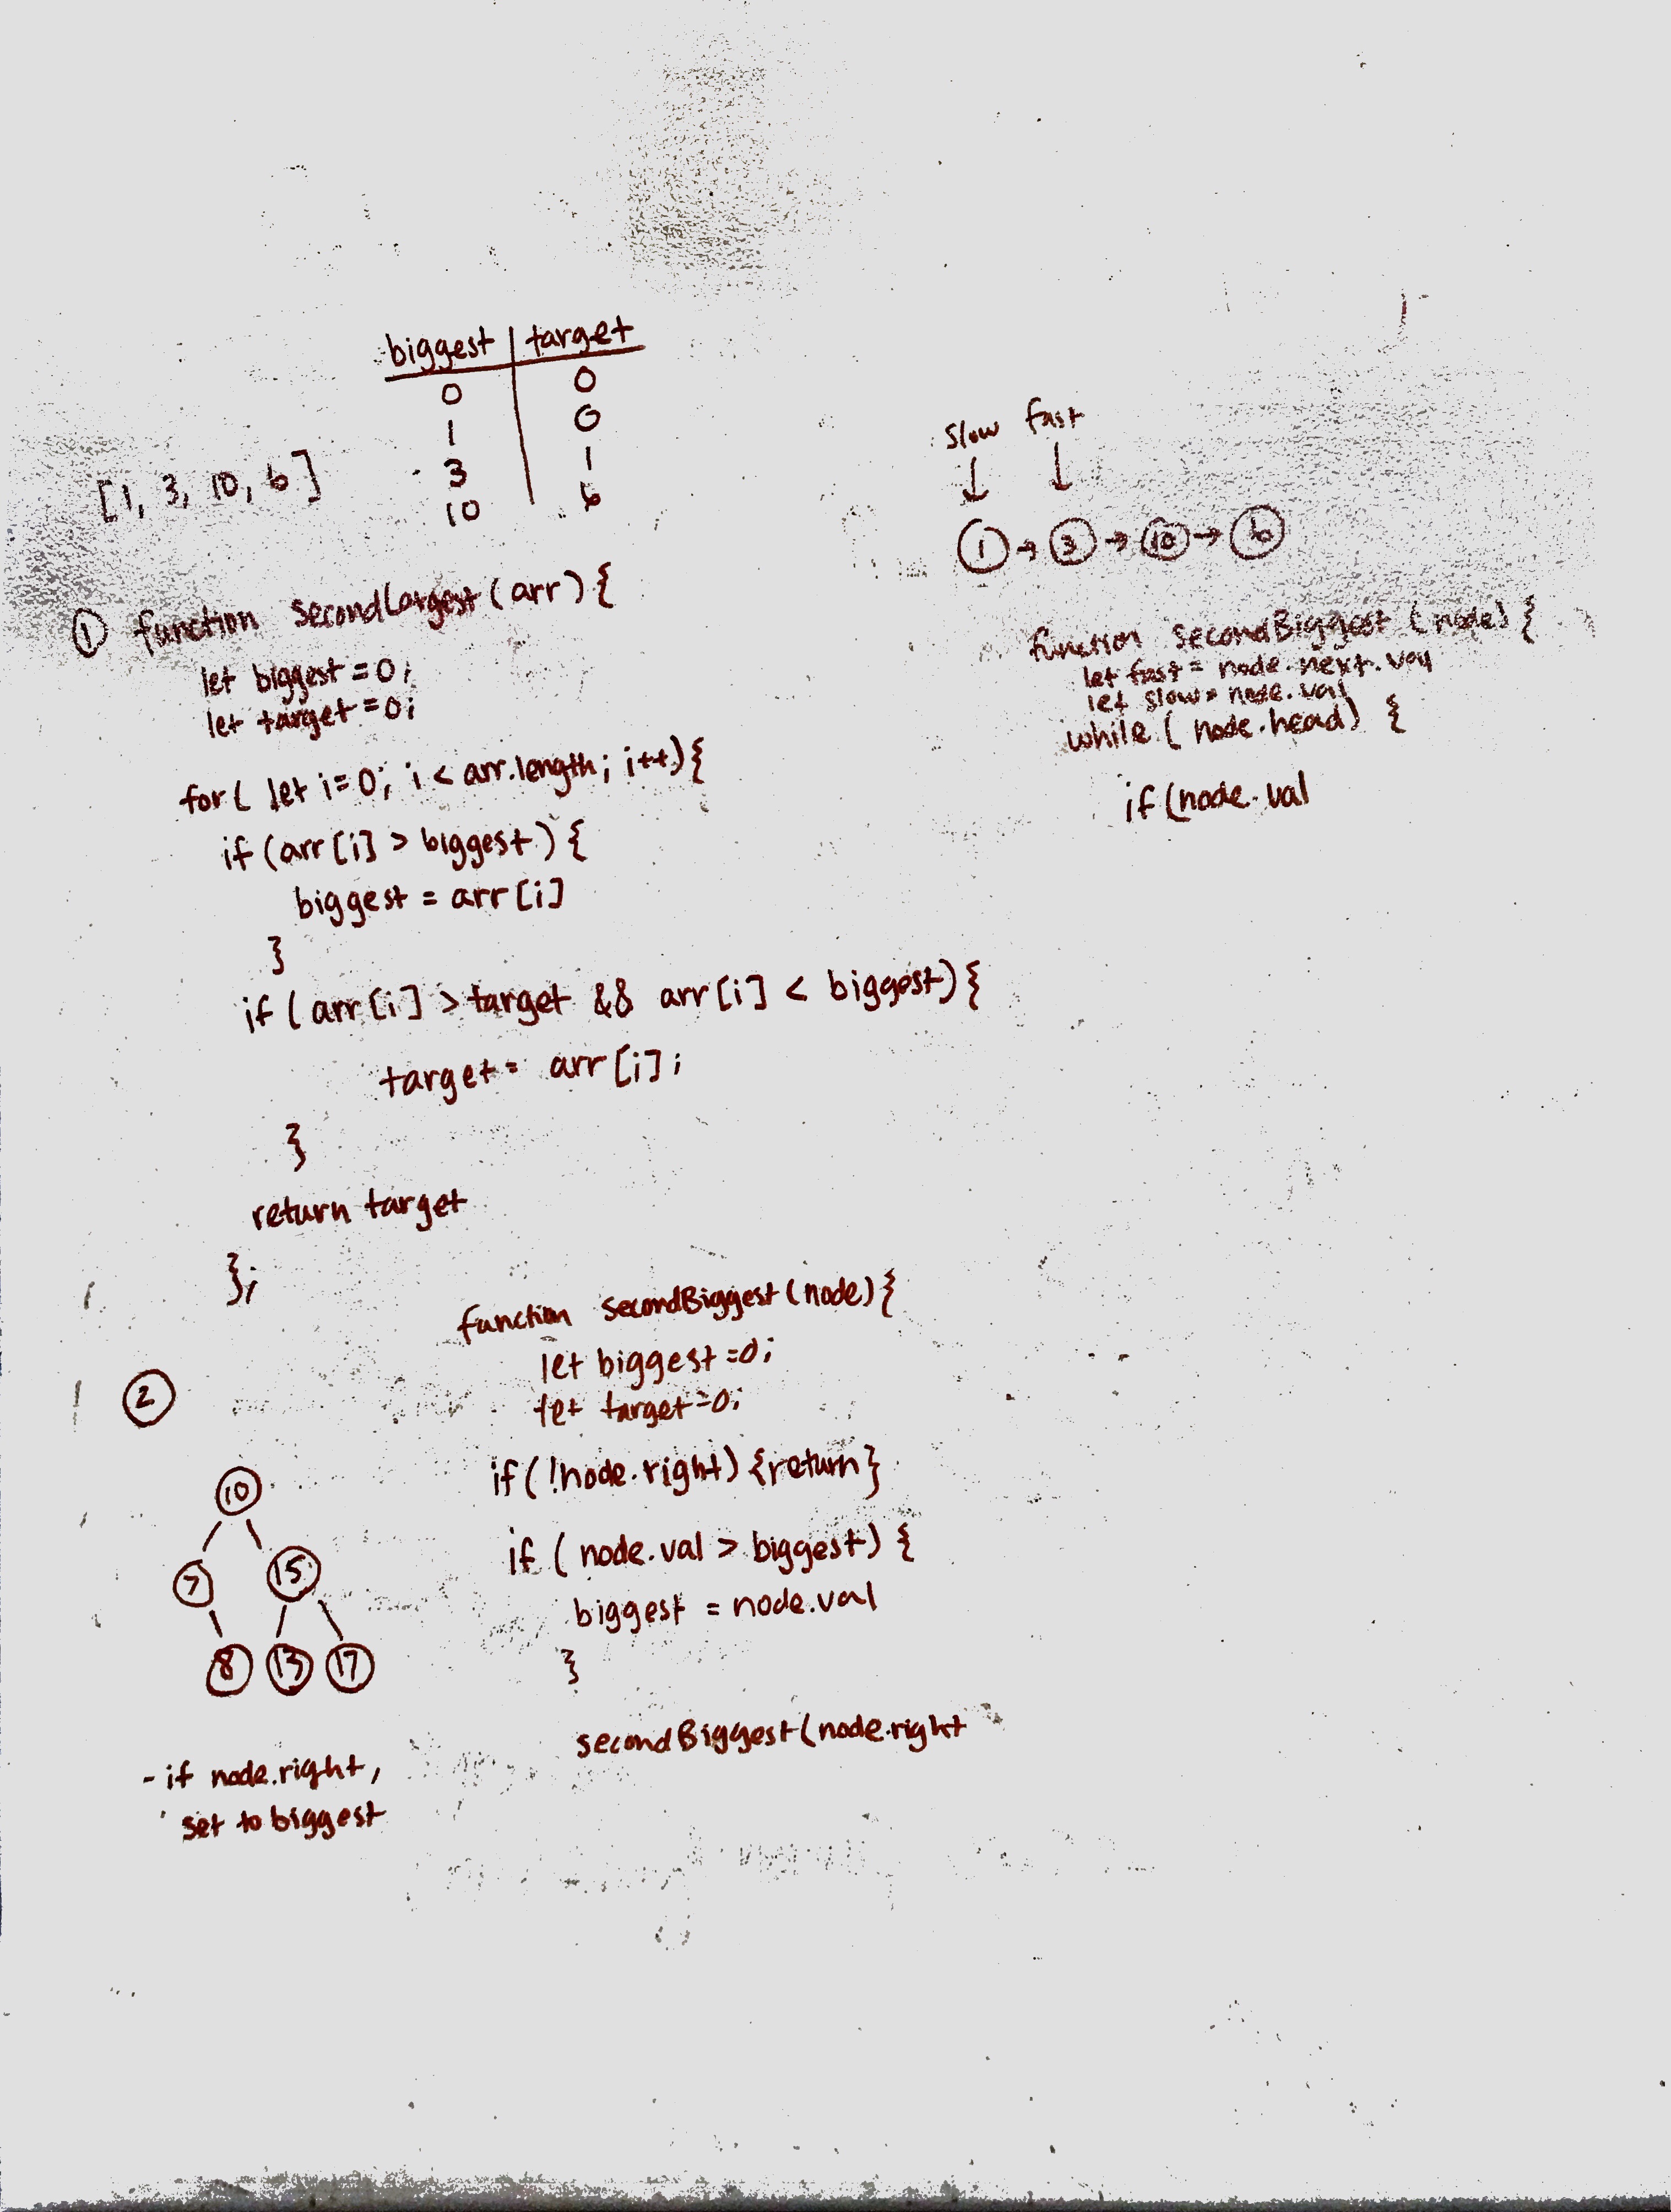 biggest | target
0 0
1 0
3 1
10 6
[1, 3, 10, 6]
① function secondLargest (arr) {
let biggest = 0;
let target = 0;
for( let i=0; i < arr.length; i++){
if (arr[i] > biggest) {
biggest = arr[i]
}
if (arr[i] > target && arr[i] < biggest){
target = arr[i];
}
return target
};
slow fast
1 → 3 → 10 → 6
function secondBiggest (node) {
let fast = node.next.val
let slow = node.val
while ( node.head) {
if (node.val
②
10
7 15
8 13 17
- if node.right,
set to biggest
function secondBiggest (node){
let biggest =0;
let target=0;
if( !node.right) {return}
if ( node.val > biggest) {
biggest = node.val
}
secondBiggest(node.right